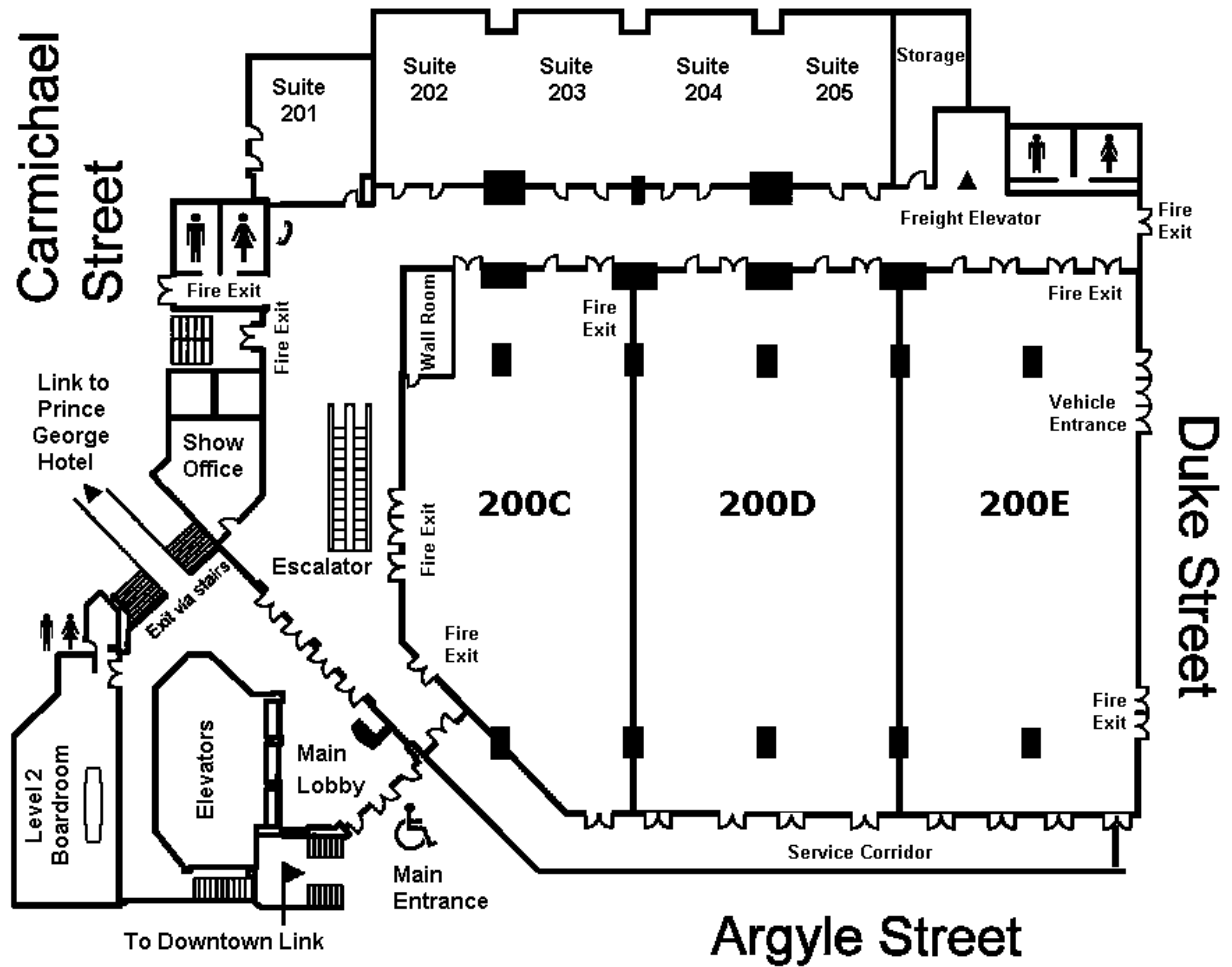 Carmichael
Street
Suite
201
Suite
202
Suite
203
Suite
204
Suite
205
Storage
Freight Elevator
Fire
Exit
Fire Exit
Fire Exit
Wall Room
Fire
Exit
Fire Exit
Link to
Prince
George
Hotel
Show
Office
Vehicle
Entrance
Duke Street
200C
200D
200E
Escalator
Fire Exit
Exit via stairs
Fire
Exit
Fire
Exit
Level 2
Boardroom
Elevators
Main
Lobby
Main
Entrance
Service Corridor
To Downtown Link
Argyle Street